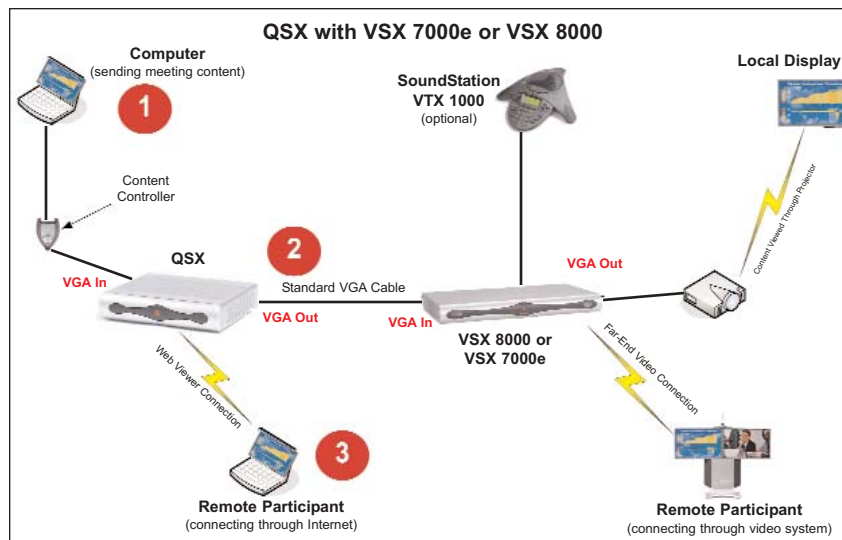 QSX with VSX 7000e or VSX 8000
Computer
(sending meeting content)
1
SoundStation
VTX 1000
(optional)
Local Display
Content
Controller
Content Viewed Through Projector
QSX
2
VGA In
Standard VGA Cable
VGA Out
VGA In
VGA Out
VSX 8000 or
VSX 7000e
Web Viewer Connection
Far-End Video Connection
3
Remote Participant
(connecting through Internet)
Remote Participant
(connecting through video system)